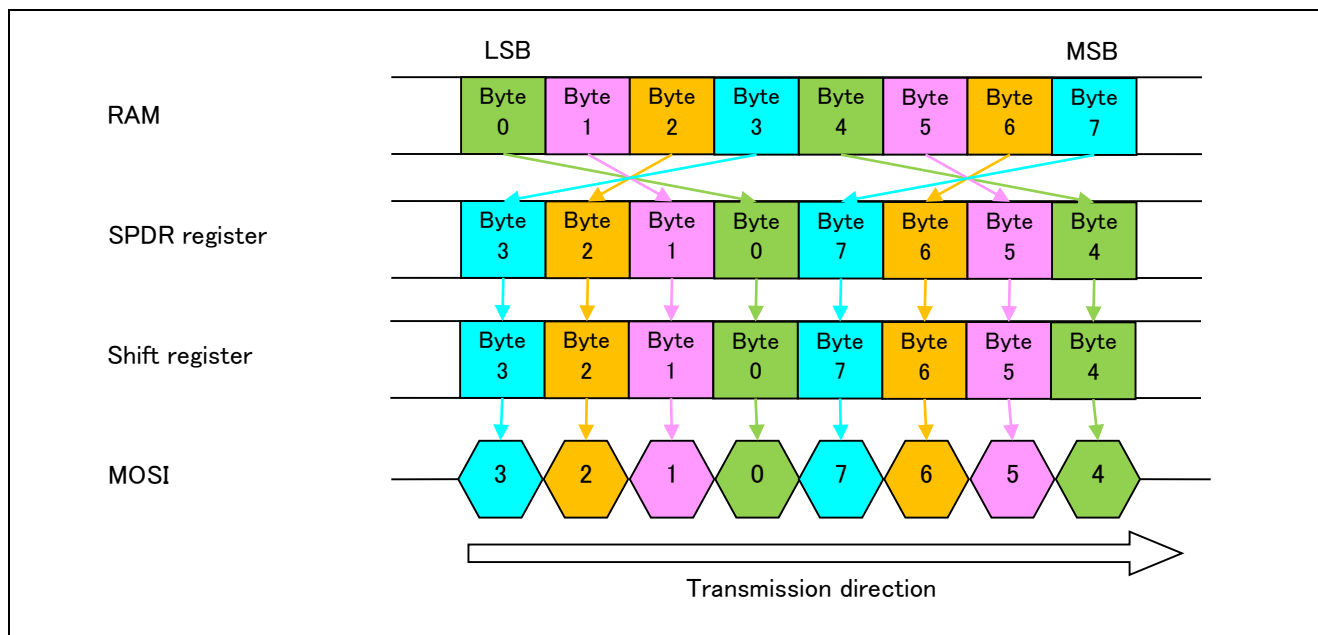 LSB MSB
RAM
Byte Byte Byte Byte Byte Byte Byte Byte
0 1 2 3 4 5 6 7
SPDR register
Byte Byte Byte Byte Byte Byte Byte Byte
3 2 1 0 7 6 5 4
Shift register
Byte Byte Byte Byte Byte Byte Byte Byte
3 2 1 0 7 6 5 4
MOSI
3 2 1 0 7 6 5 4
Transmission direction